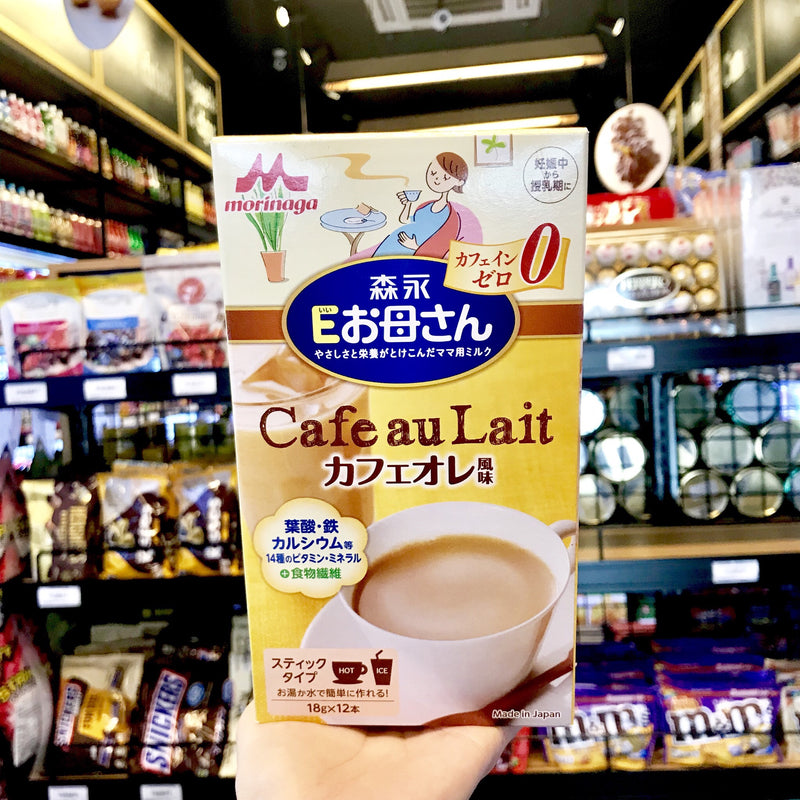 morinaga
妊娠中
から
授乳期に
カフェイン
ゼロ 0
森永
いい
Eお母さん
やさしさと栄養がとけこんだママ用ミルク
Cafe au Lait
カフェオレ風味
葉酸・鉄
カルシウム等
14種のビタミン・ミネラル
+食物繊維
スティック
タイプ
HOT
ICE
お湯か水で簡単に作れる!
18g×12本
Made in Japan
SNICKERS
m&m
m&m